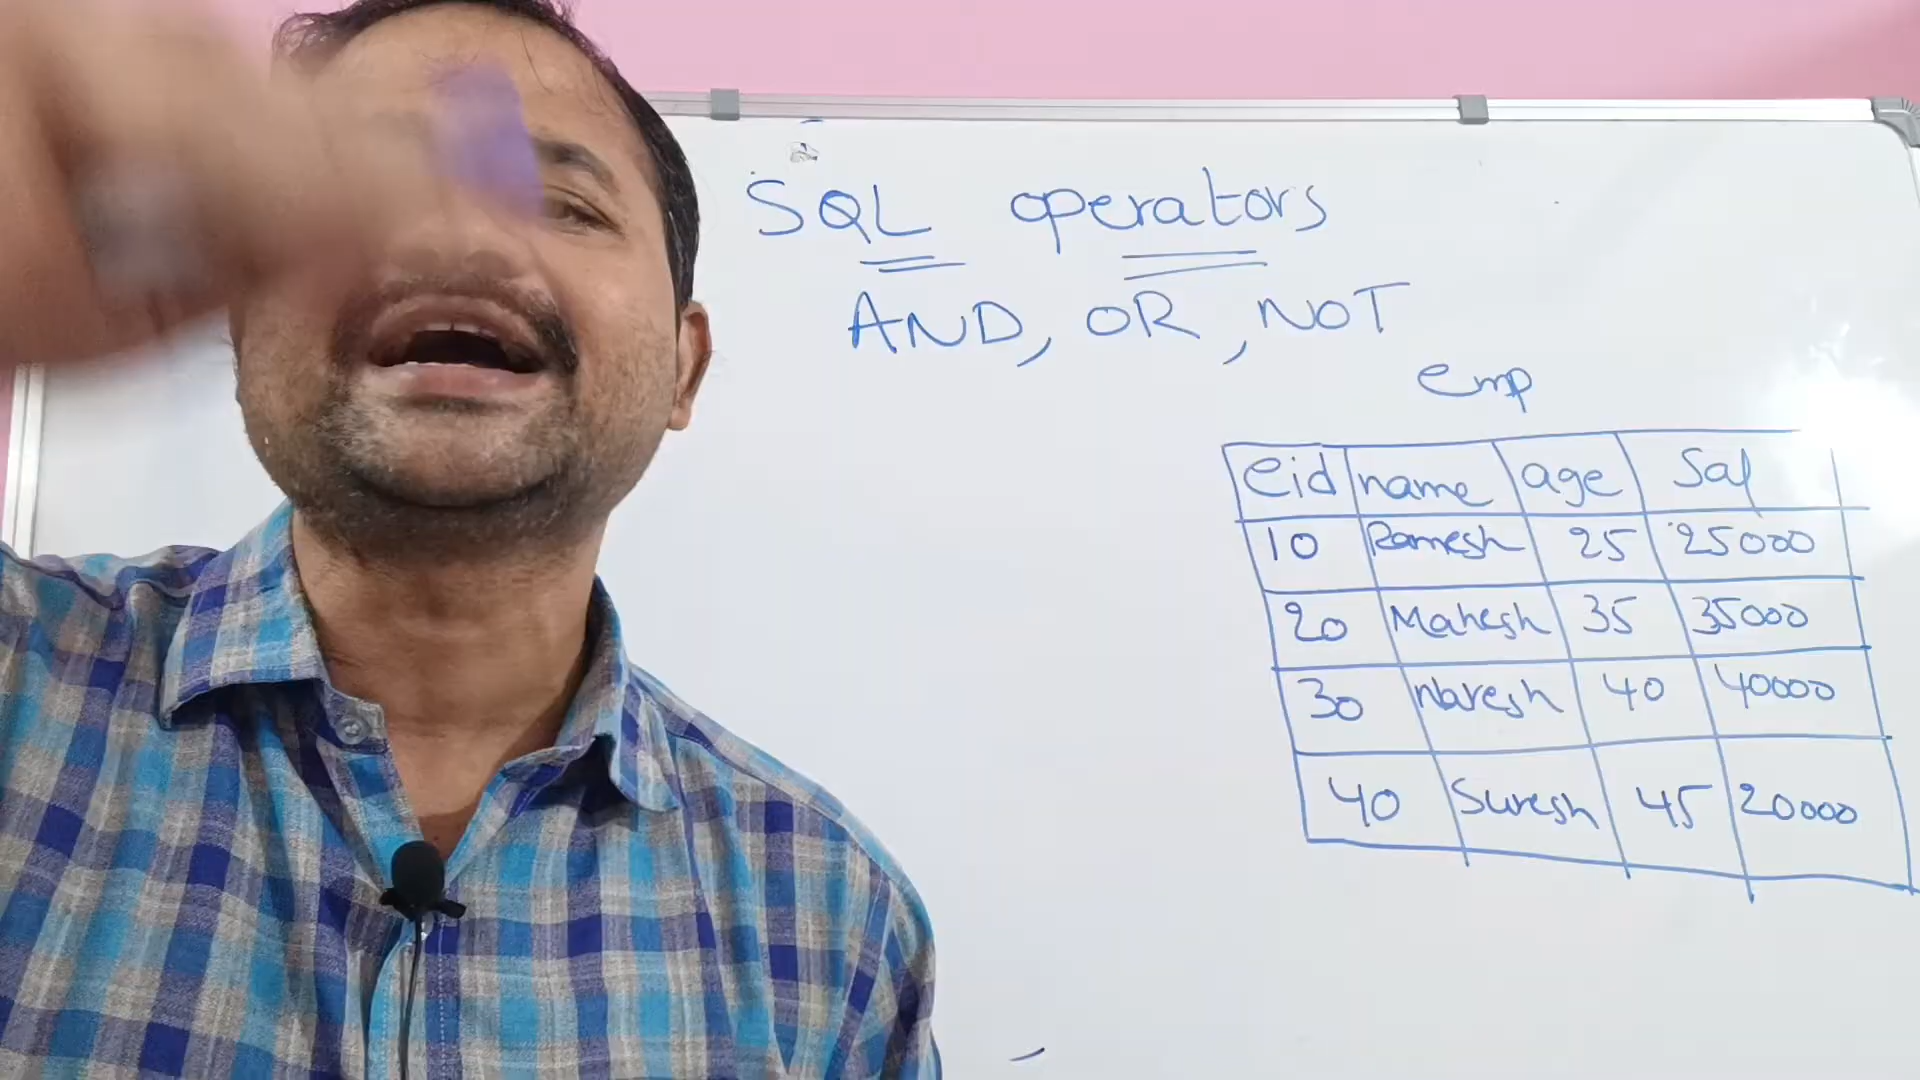 SQL operators
AND, OR, NOT
emp
eid name age Sal
10 Ramesh 25 25000
20 Mahesh 35 35000
30 Naresh 40 40000
40 Suresh 45 20000